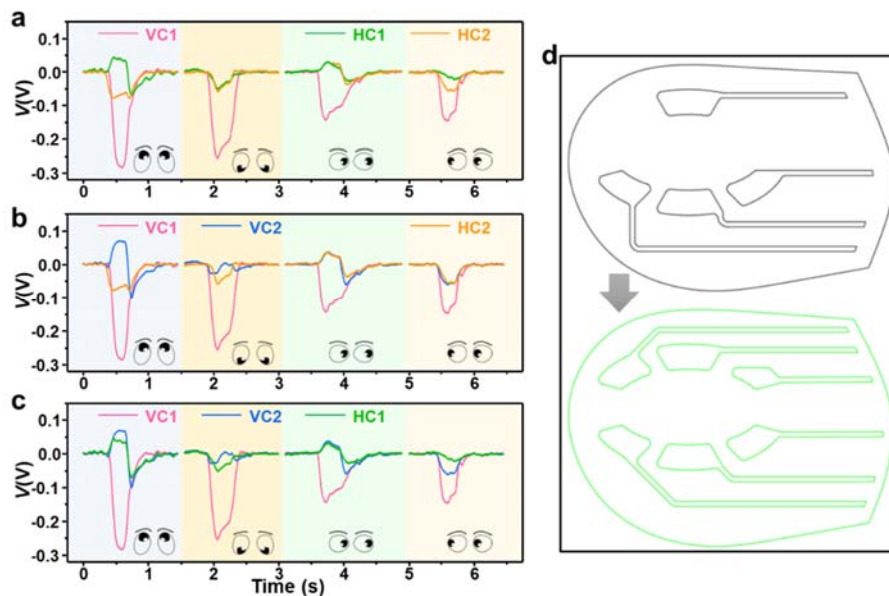 a
VC1 HC1 HC2
0.1
0.0
-0.1
-0.2
-0.3
V(V)
0 1 2 3 4 5 6
b
VC1 VC2 HC2
0.1
0.0
-0.1
-0.2
-0.3
V(V)
0 1 2 3 4 5 6
c
VC1 VC2 HC1
0.1
0.0
-0.1
-0.2
-0.3
V(V)
0 1 2 3 4 5 6
Time (s)
d